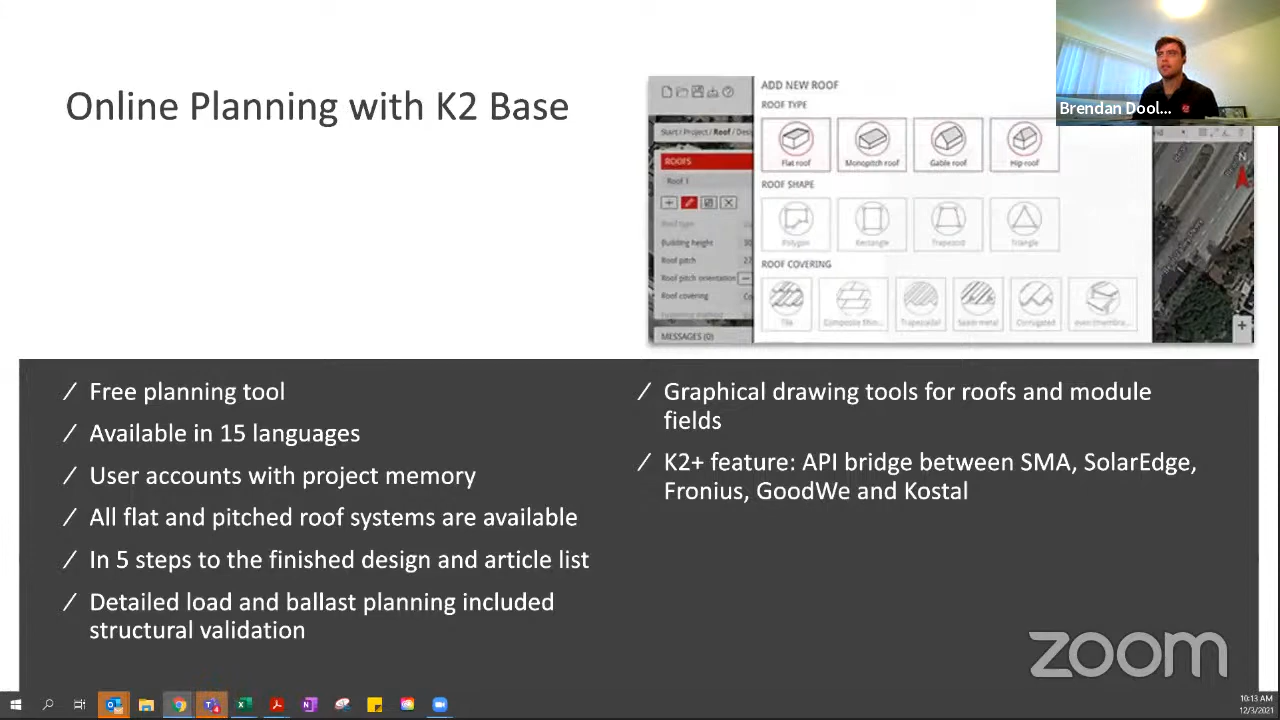 Online Planning with K2 Base
ADD NEW ROOF
ROOF TYPE
Flat roof
Monopitch roof
Gable roof
Hip roof
ROOF SHAPE
Polygon
Rectangle
Trapezoid
Triangle
ROOF COVERING
Tile
Trapezoidal
Seam metal
Corrugated
Start / Project / Roof /
ROOFS
Roof 1
Roof type
Building height
Roof pitch
Roof pitch orientation
Roof covering
MESSAGES (0)
N
Brendan Dool...
/ Free planning tool
/ Available in 15 languages
/ User accounts with project memory
/ All flat and pitched roof systems are available
/ In 5 steps to the finished design and article list
/ Detailed load and ballast planning included
structural validation
/ Graphical drawing tools for roofs and module
fields
/ K2+ feature: API bridge between SMA, SolarEdge,
Fronius, GoodWe and Kostal
zoom
10:13 AM
12/3/2021